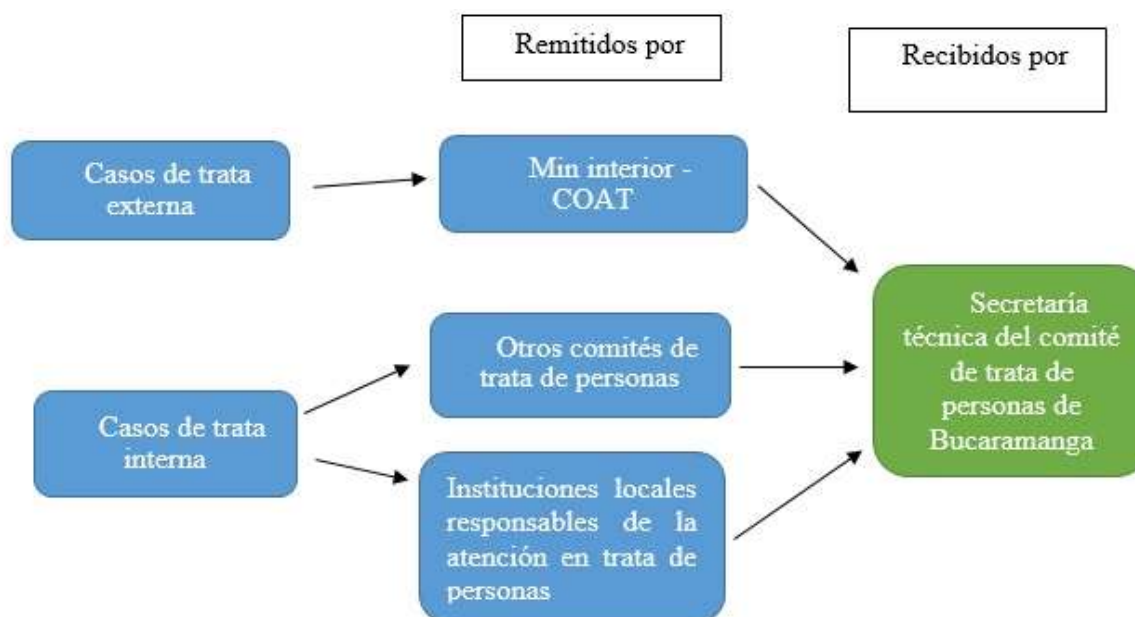 Remitidos por
Recibidos por
Casos de trata
externa
Min interior -
COAT
Otros comités de
trata de personas
Casos de trata
interna
Instituciones locales
responsables de la
atención en trata de
personas
Secretaría
técnica del comité
de trata de
personas de
Bucaramanga